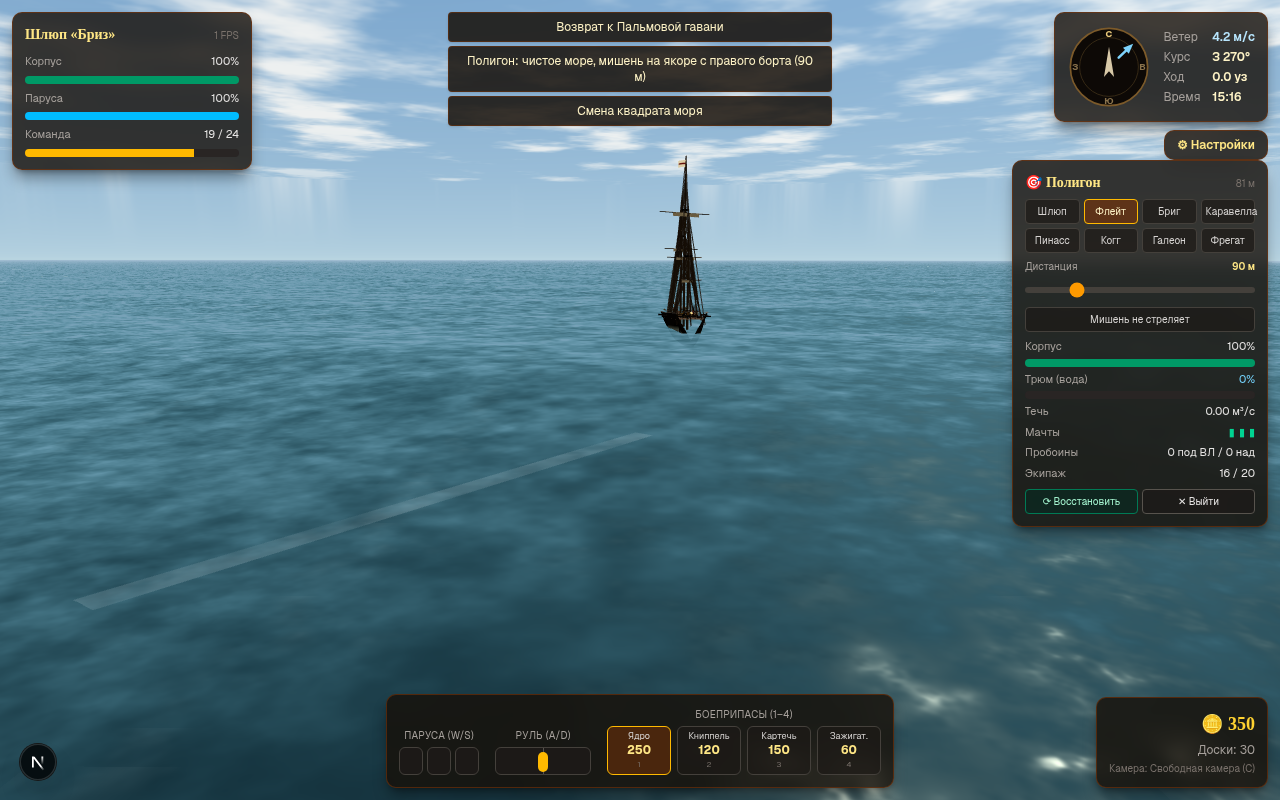 Шлюп «Бриз»
1 FPS
Корпус
100%
Паруса
100%
Команда
19 / 24
Возврат к Пальмовой гавани
Полигон: чистое море, мишень на якоре с правого борта (90
м)
Смена квадрата моря
С
З
В
Ю
Ветер 4.2 м/с
Курс З 270°
Ход 0.0 уз
Время 15:16
⚙ Настройки
🎯 Полигон
81 м
Шлюп Флейт Бриг Каравелла
Пинасс Когг Галеон Фрегат
Дистанция 90 м
Мишень не стреляет
Корпус 100%
Трюм (вода) 0%
Течь 0.00 м³/с
Мачты
Пробоины 0 под ВЛ / 0 над
Экипаж 16 / 20
⟳ Восстановить ✕ Выйти
ПАРУСА (W/S)
РУЛЬ (A/D)
БОЕПРИПАСЫ (1–4)
Ядро
250
1
Книппель
120
2
Картечь
150
3
Зажигат.
60
4
350
Доски: 30
Камера: Свободная камера (C)
N